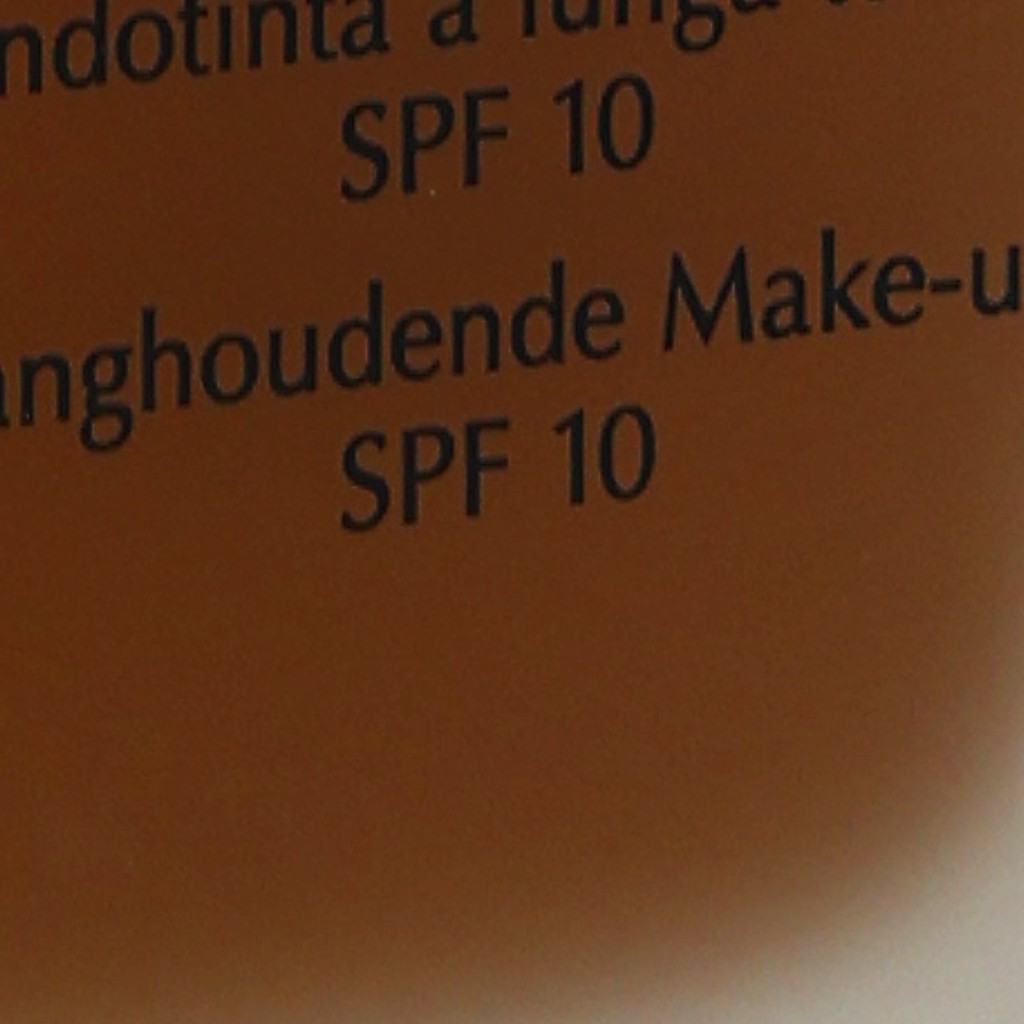 ndotinta a lunga
SPF 10
anghoudende Make-u
SPF 10